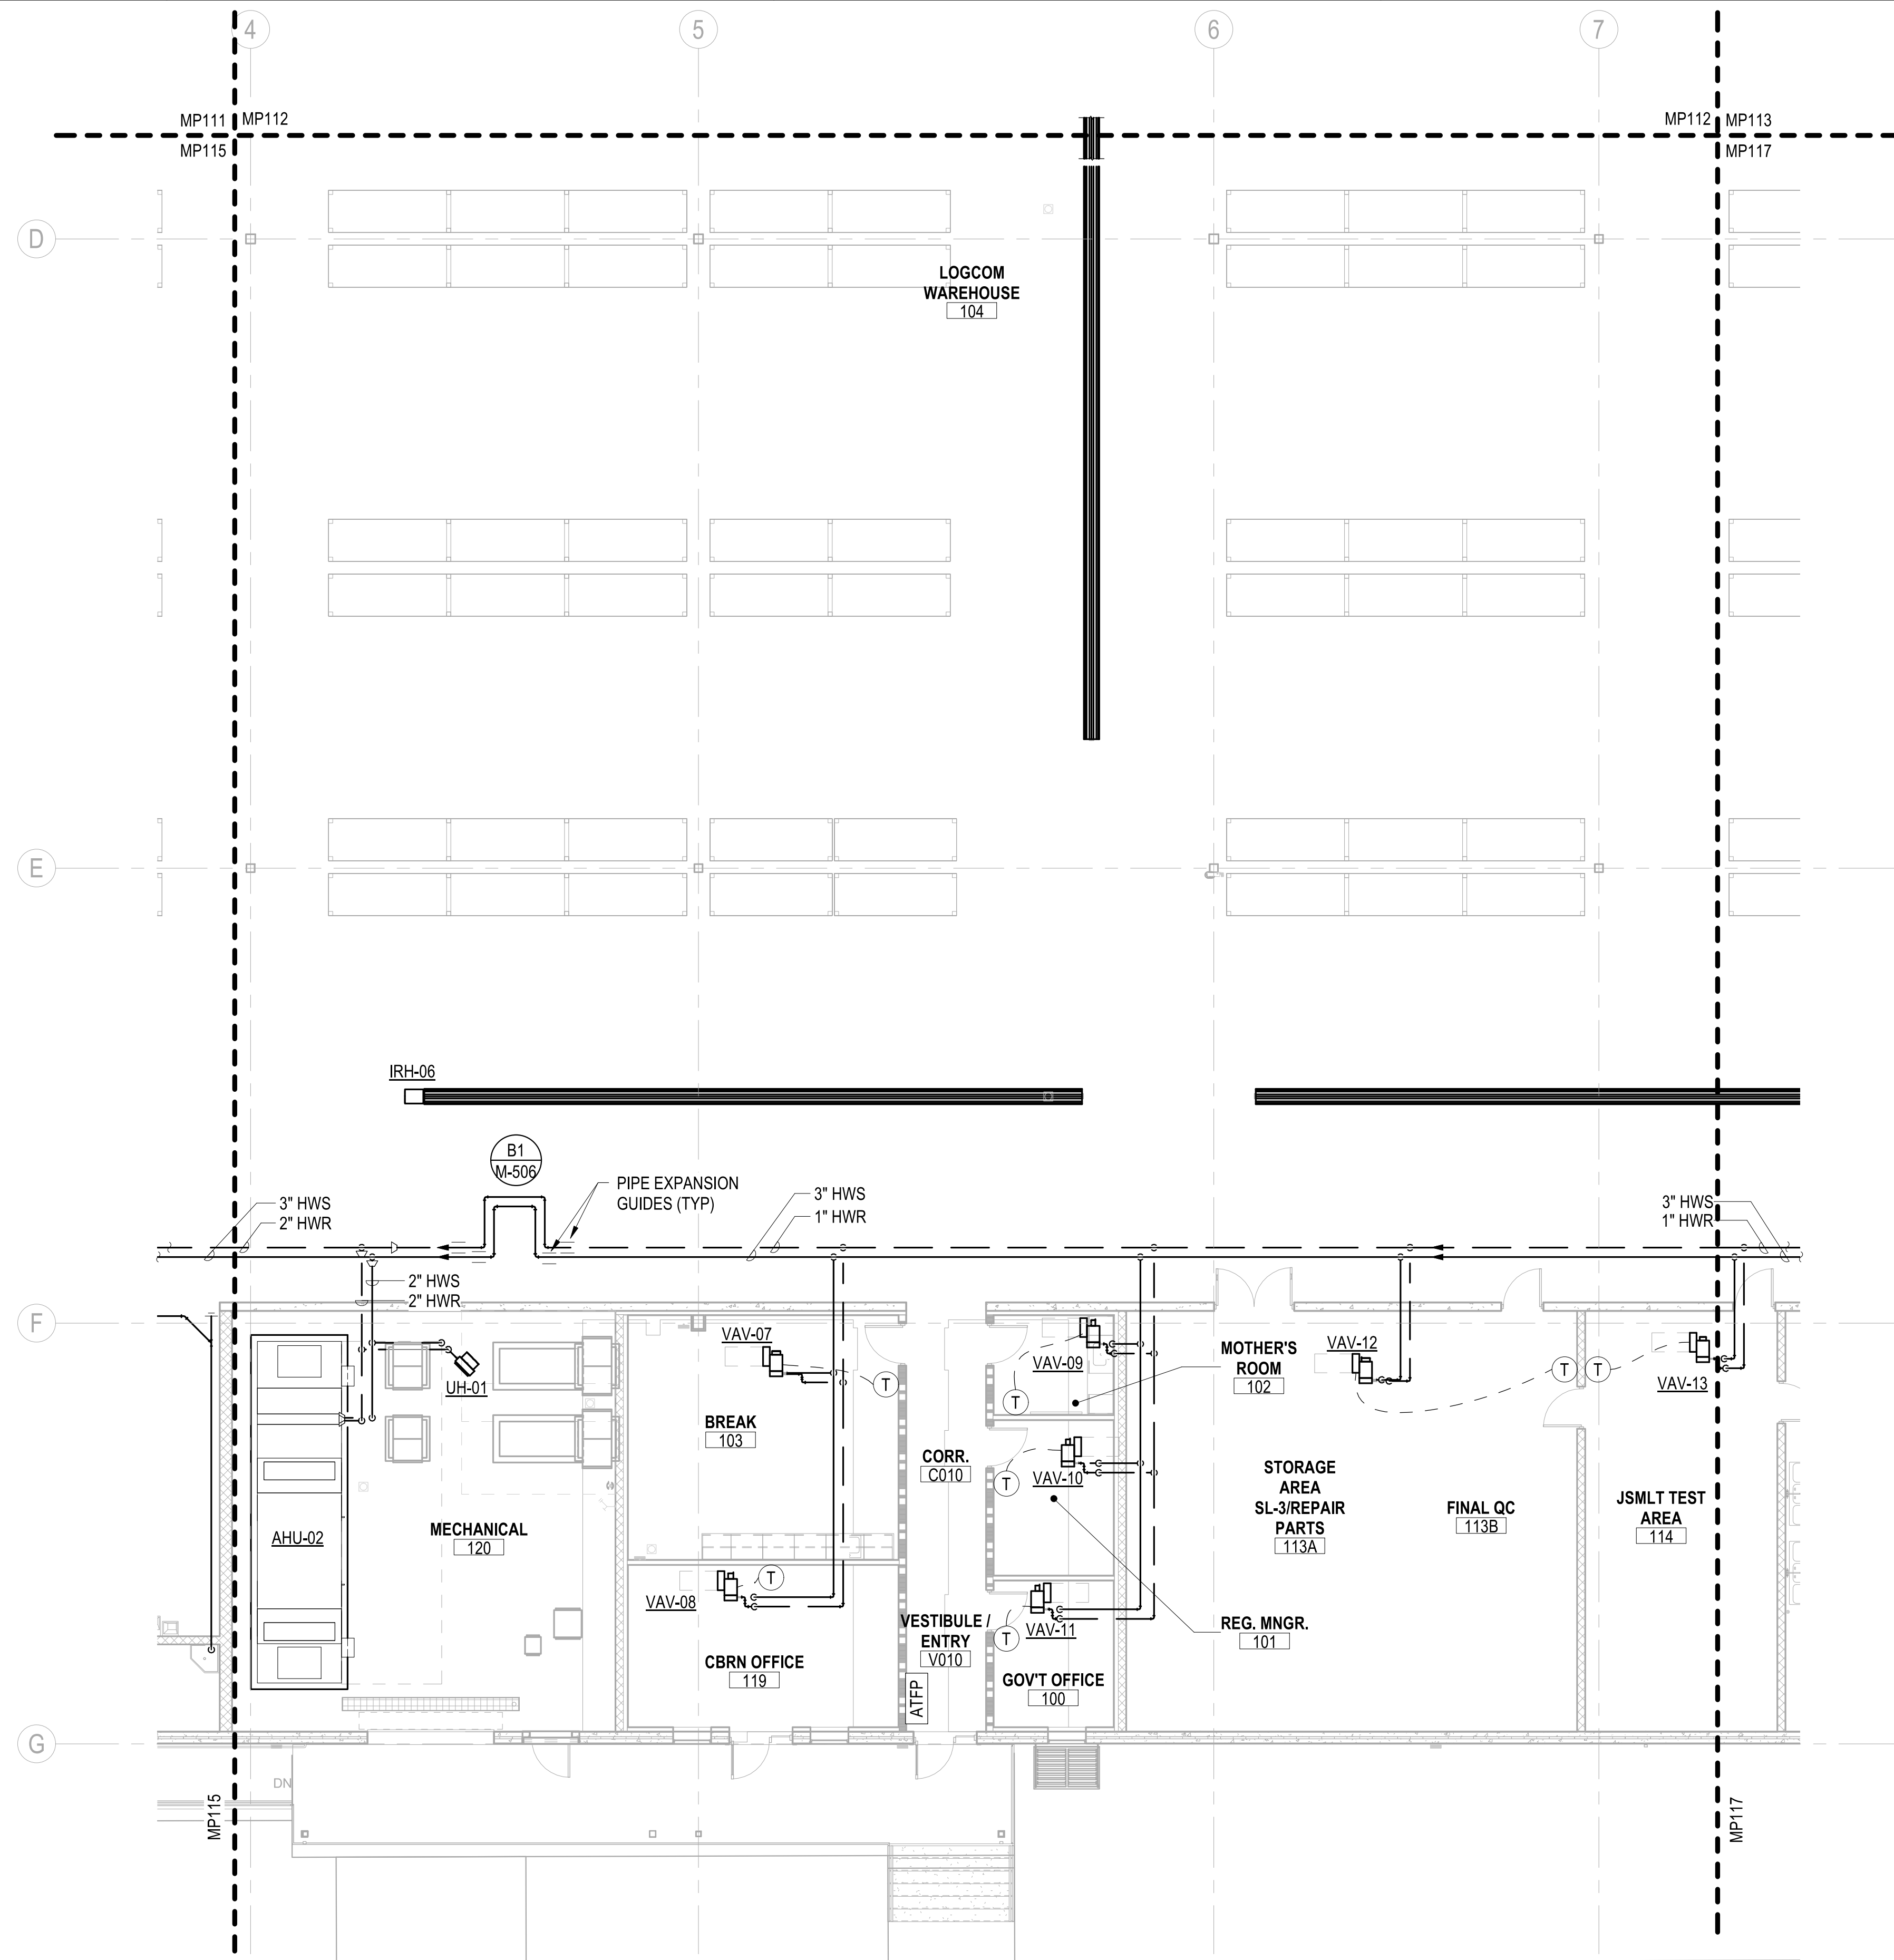 4
5
6
7
MP111
MP112
MP112
MP113
MP115
MP117
D
LOGCOM
WAREHOUSE
104
E
IRH-06
B1
M-506
PIPE EXPANSION
GUIDES (TYP)
3" HWS
2" HWR
3" HWS
1" HWR
3" HWS
1" HWR
2" HWS
2" HWR
F
VAV-07
VAV-09
MOTHER'S
ROOM
102
VAV-12
T
T
VAV-13
UH-01
T
T
BREAK
103
CORR.
C010
T
VAV-10
STORAGE
AREA
SL-3/REPAIR
PARTS
113A
FINAL QC
113B
JSMLT TEST
AREA
114
AHU-02
MECHANICAL
120
VAV-08
T
VESTIBULE /
ENTRY
V010
VAV-11
T
REG. MNGR.
101
CBRN OFFICE
119
ATFP
GOV'T OFFICE
100
G
DN
MP115
MP117